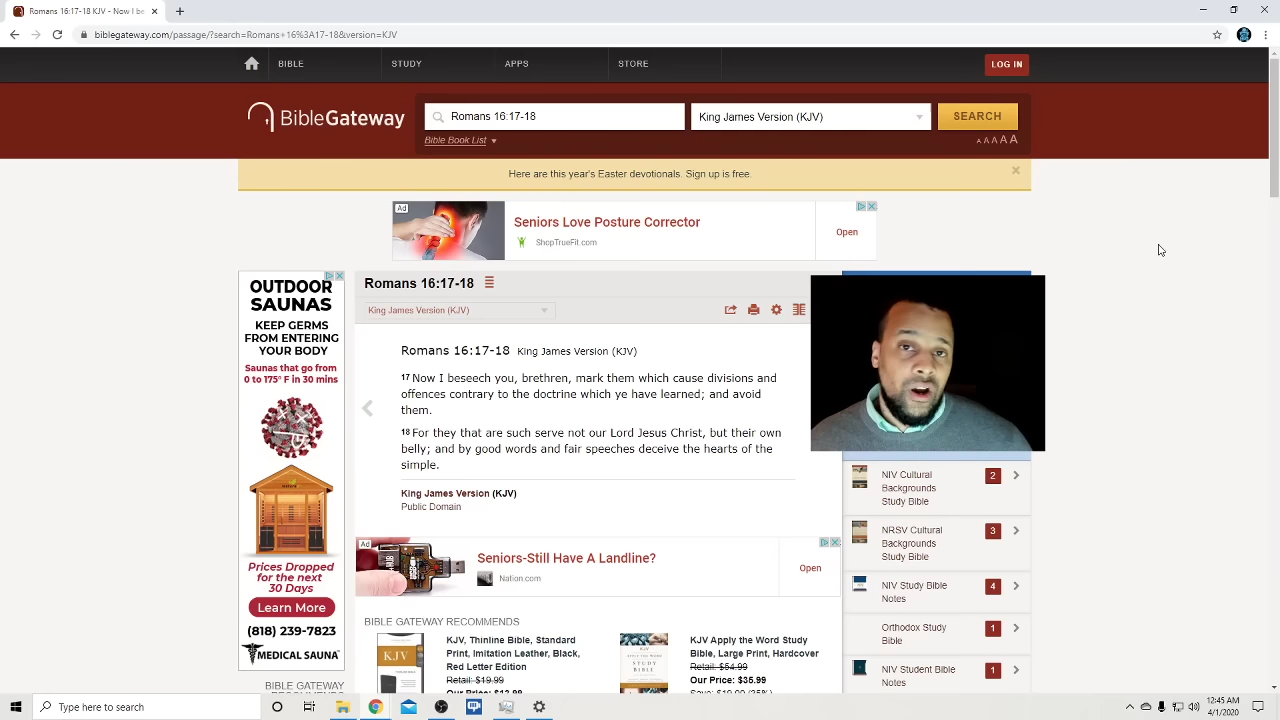 Romans 16:17-18 KJV - Now I
biblegateway.com/passage/?search=Romans+16%3A17-18&version=KJV
BIBLE STUDY APPS STORE
LOG IN
BibleGateway
Romans 16:17-18
King James Version (KJV)
SEARCH
Bible Book List
A A A A A
Here are this year's Easter devotionals. Sign up is free.
Ad
Seniors Love Posture Corrector
ShopTrueFit.com
Open
OUTDOOR
SAUNAS
KEEP GERMS
FROM ENTERING
YOUR BODY
Saunas that go from
0 to 175° F in 30 mins
Prices Dropped
for the next
30 Days
Learn More
(818) 239-7823
MEDICAL SAUNA
BIBLE GATEWAY
Romans 16:17-18
King James Version (KJV)
Romans 16:17-18 King James Version (KJV)
17 Now I beseech you, brethren, mark them which cause divisions and
offences contrary to the doctrine which ye have learned; and avoid
them.
18 For they that are such serve not our Lord Jesus Christ, but their own
belly; and by good words and fair speeches deceive the hearts of the
simple.
King James Version (KJV)
Public Domain
Ad
Seniors-Still Have A Landline?
Nation.com
Open
BIBLE GATEWAY RECOMMENDS
KJV
KJV, Thinline Bible, Standard
Print, Imitation Leather, Black,
Red Letter Edition
Retail: $19.99
KJV Apply the Word Study
Bible, Large Print, Hardcover
Retail: $54.99
Our Price: $35.99
NIV Cultural
Backgrounds
Study Bible
2
NRSV Cultural
Backgrounds
Study Bible
3
NIV Study Bible
Notes
4
Orthodox Study
Bible
1
NIV Student Bible
Notes
1
Type here to search
12:45 AM
4/1/2020